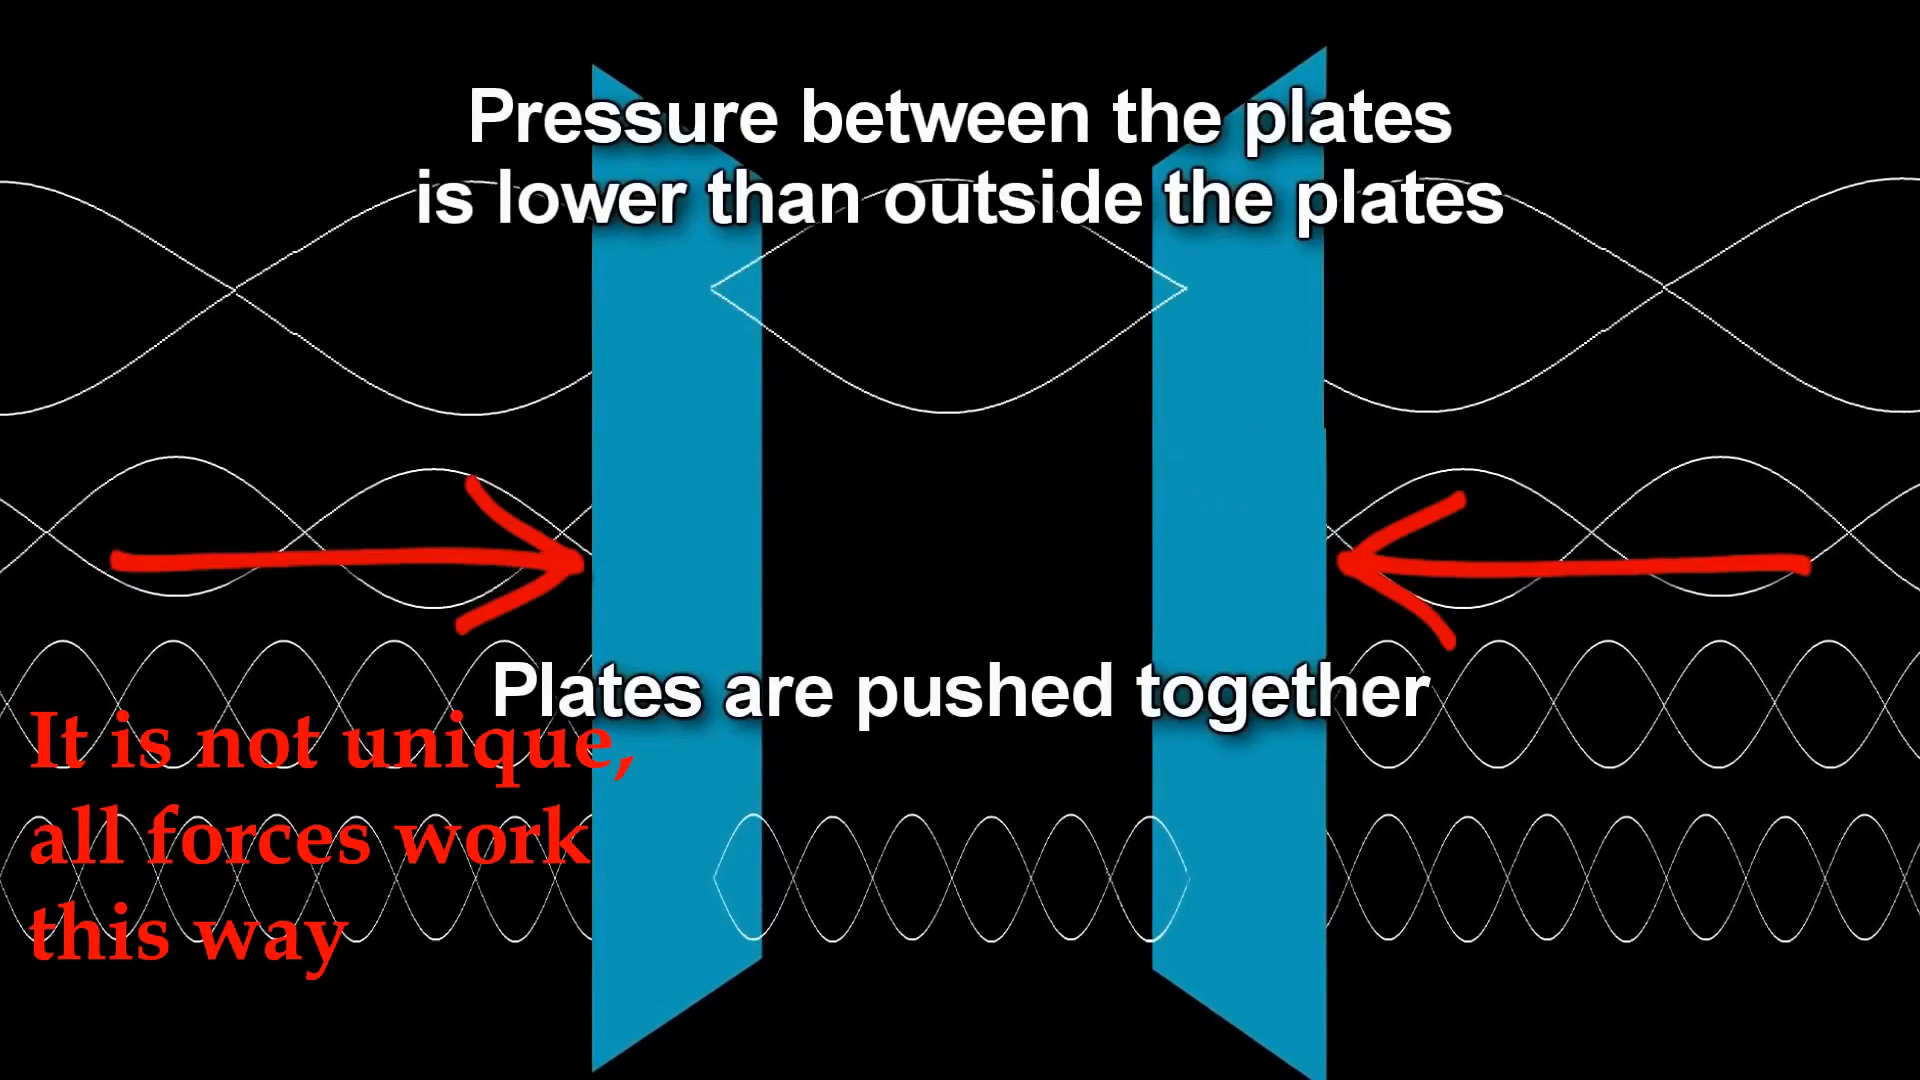 Pressure between the plates
is lower than outside the plates
Plates are pushed together
It is not unique,
all forces work
this way